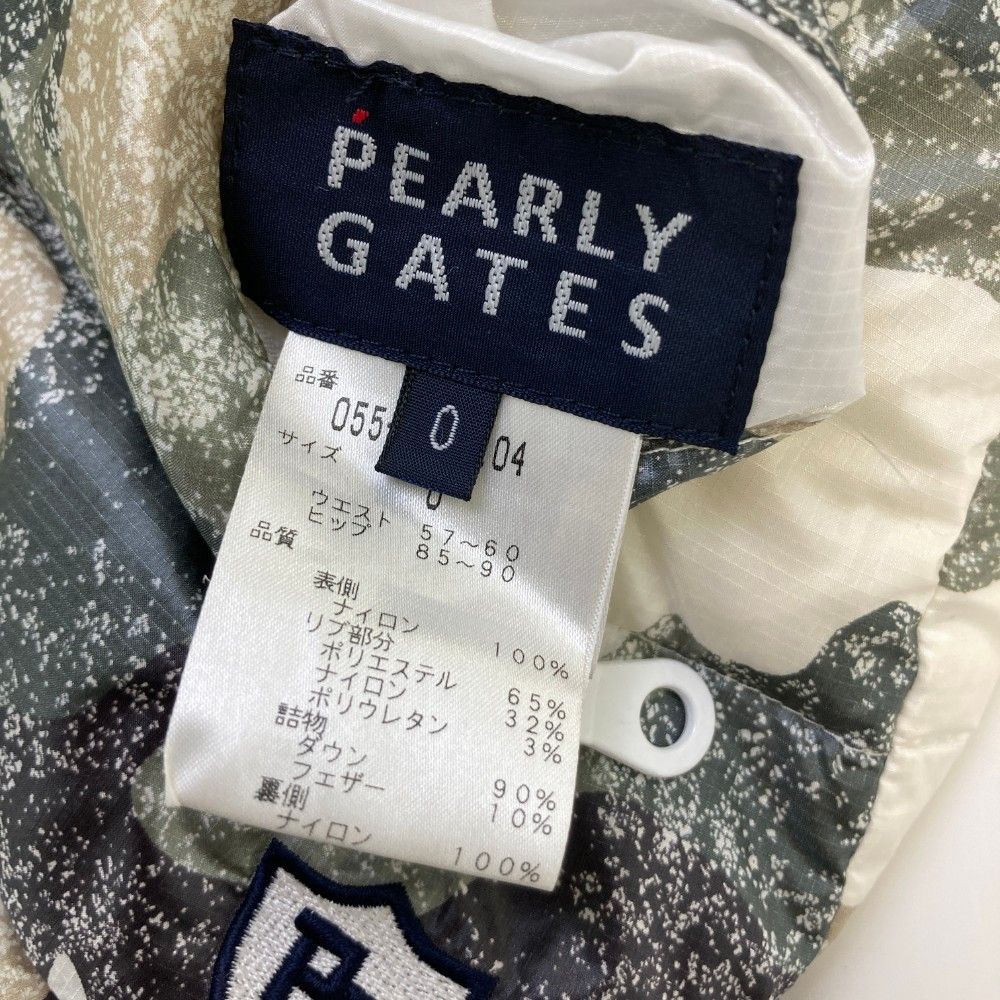 PEARLY
GATES
0
品番
055 04
サイズ
0
ウエスト 57～60
ヒップ 85～90
品質
表側
ナイロン 100%
リブ部分
ポリエステル 65%
ナイロン 32%
ポリウレタン 3%
詰物
ダウン 90%
フェザー 10%
裏側
ナイロン 100%
P